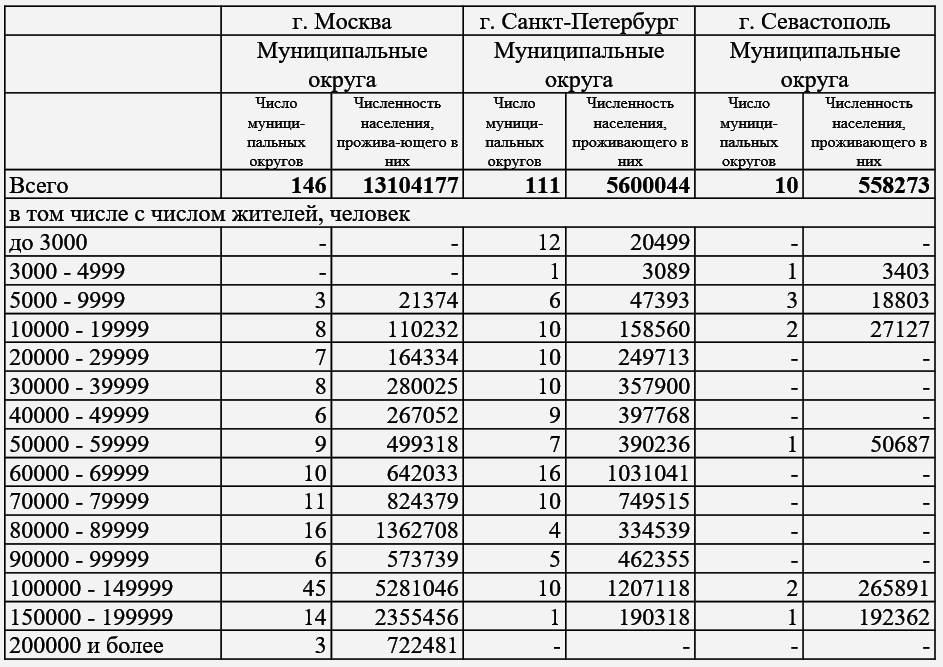 г. Москва г. Санкт-Петербург г. Севастополь
Муниципальные округа Муниципальные округа Муниципальные округа
Число муници-пальных округов Численность населения, прожива-ющего в них Число муници-пальных округов Численность населения, проживающего в них Число муници-пальных округов Численность населения, проживающего в них
Всего 146 13104177 111 5600044 10 558273
в том числе с числом жителей, человек
до 3000 - - 12 20499 - -
3000 - 4999 - - 1 3089 1 3403
5000 - 9999 3 21374 6 47393 3 18803
10000 - 19999 8 110232 10 158560 2 27127
20000 - 29999 7 164334 10 249713 - -
30000 - 39999 8 280025 10 357900 - -
40000 - 49999 6 267052 9 397768 - -
50000 - 59999 9 499318 7 390236 1 50687
60000 - 69999 10 642033 16 1031041 - -
70000 - 79999 11 824379 10 749515 - -
80000 - 89999 16 1362708 4 334539 - -
90000 - 99999 6 573739 5 462355 - -
100000 - 149999 45 5281046 10 1207118 2 265891
150000 - 199999 14 2355456 1 190318 1 192362
200000 и более 3 722481 - - - -